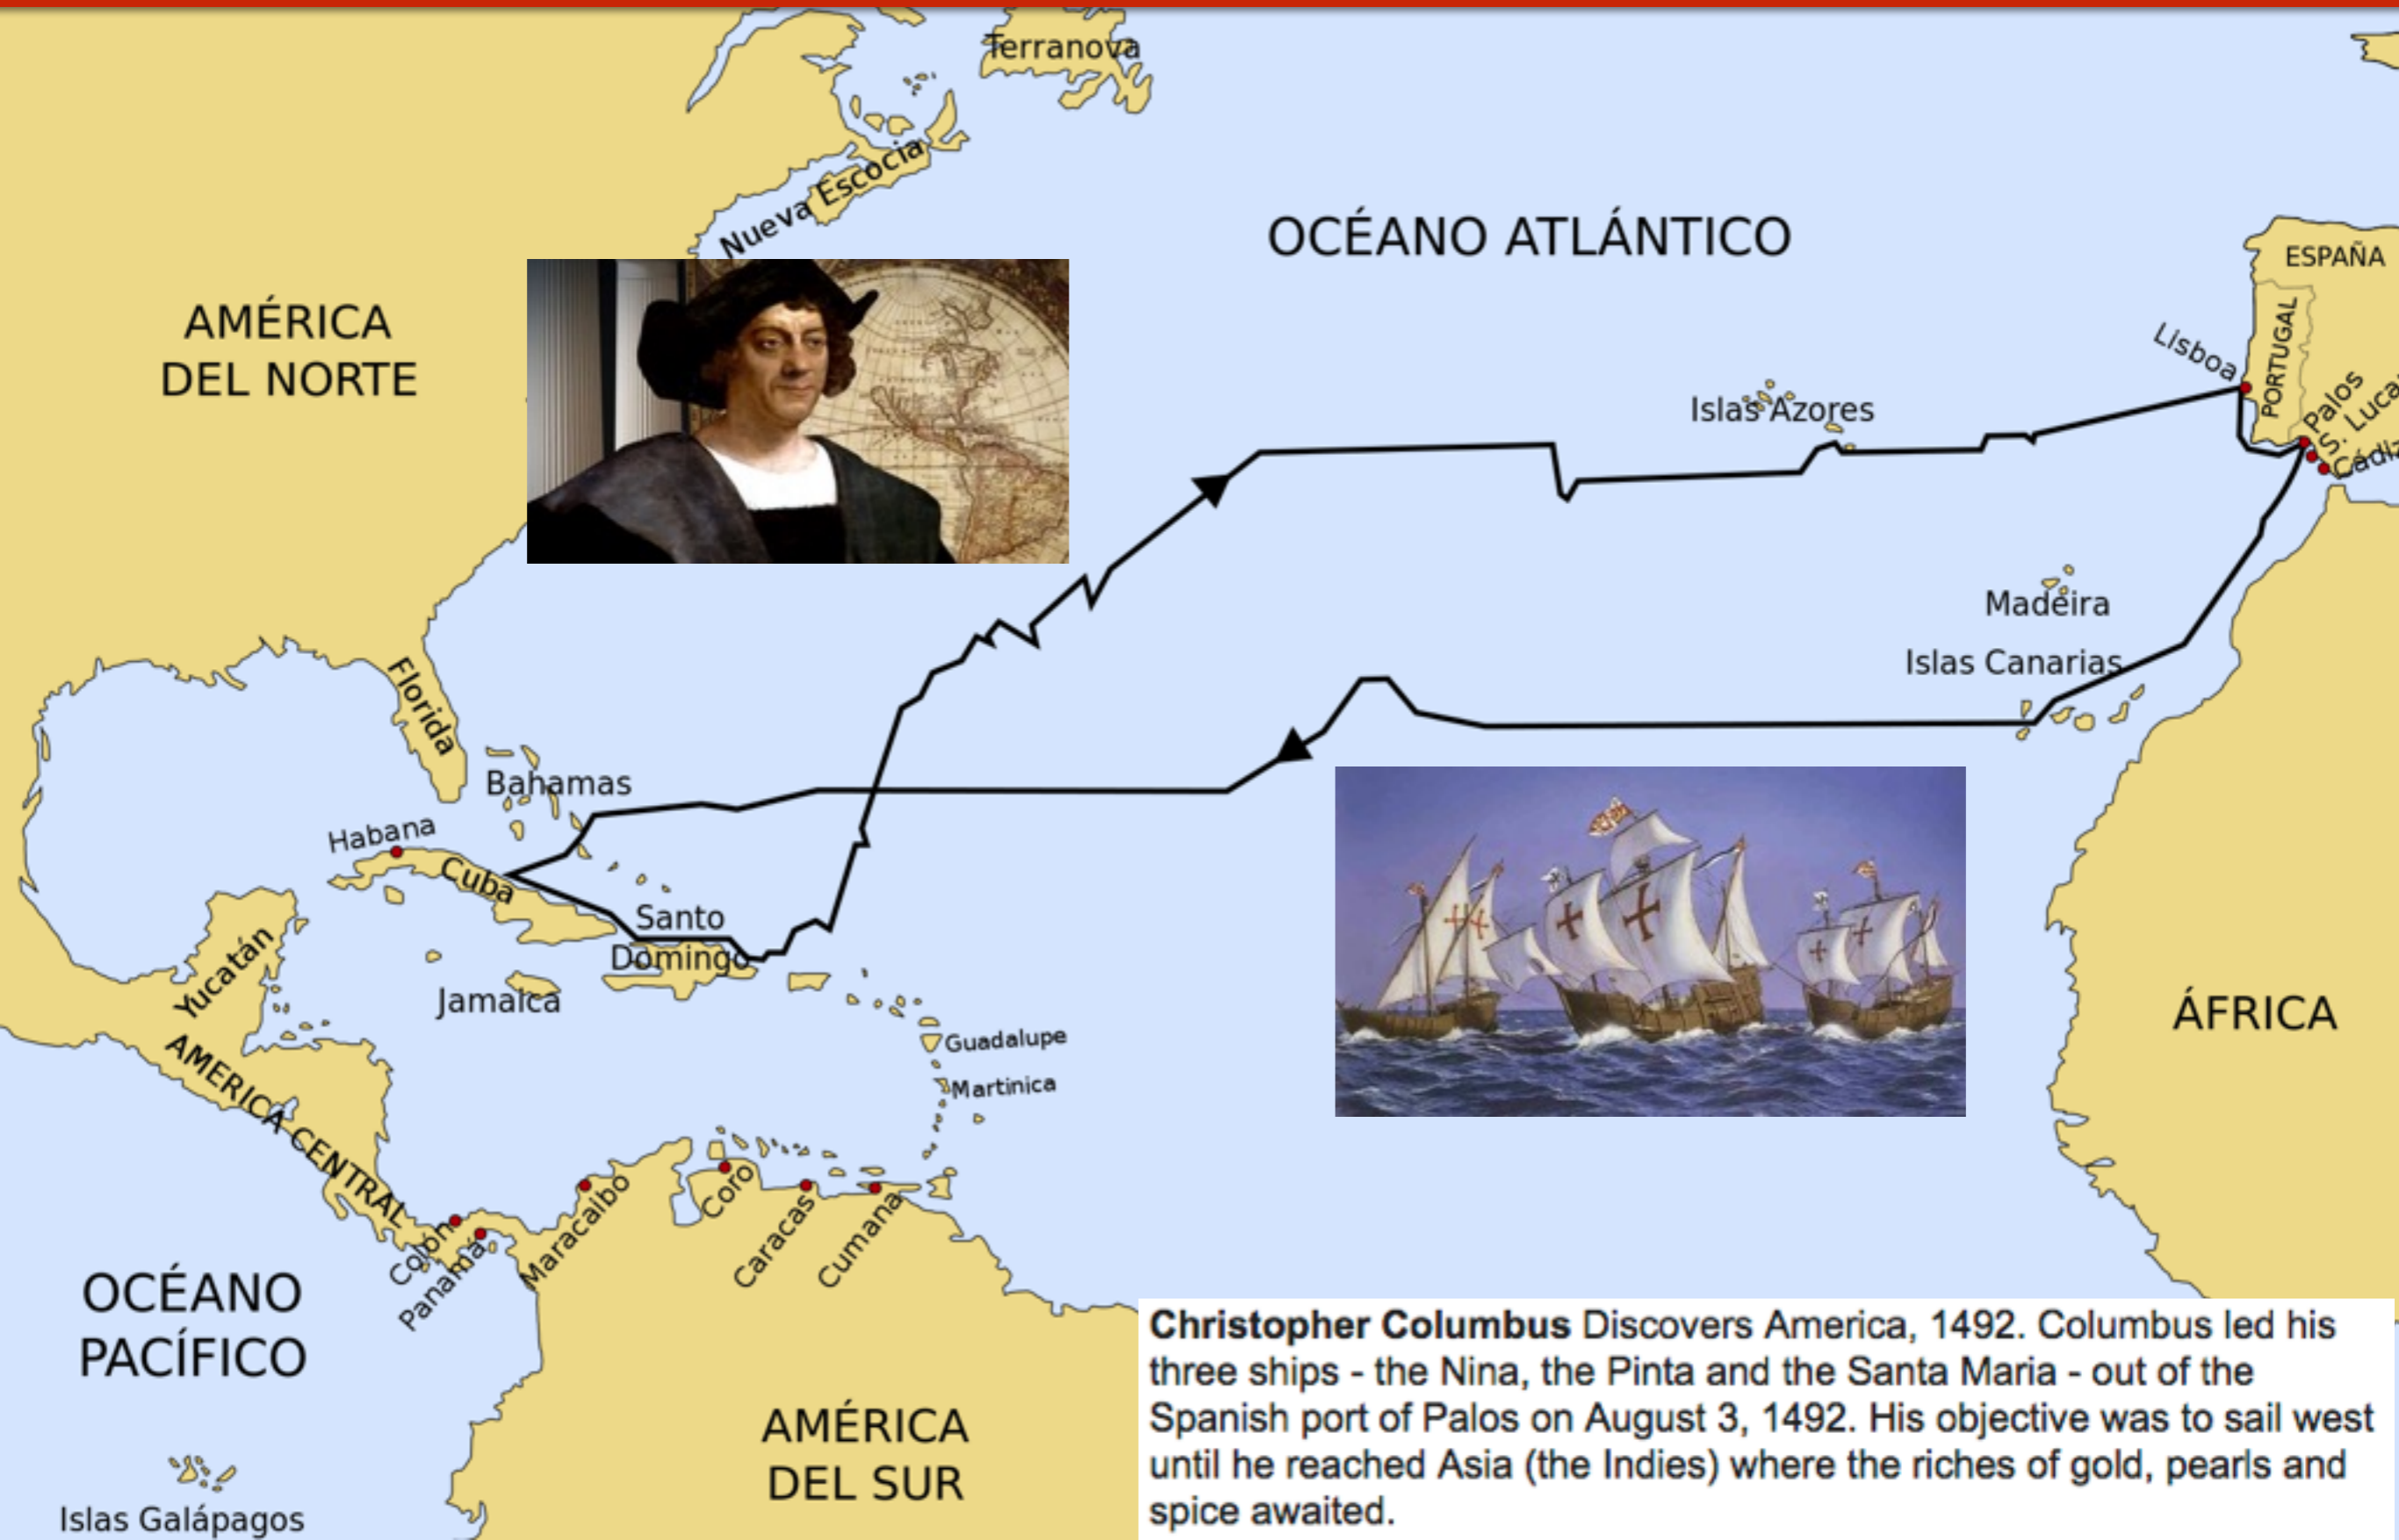 Terranova
Nueva Escocia
OCÉANO ATLÁNTICO
ESPAÑA
PORTUGAL
AMÉRICA
DEL NORTE
Lisboa
Palos
S. Luca
Cádiz
Islas Azores
Madeira
Islas Canarias
Florida
Bahamas
Habana
Cuba
Santo
Domingo
Jamaica
Yucatán
ÁFRICA
Guadalupe
Martinica
AMERICA CENTRAL
Colón
Panamá
Maracaibo
Coro
Caracas
Cumana
OCÉANO
PACÍFICO
AMÉRICA
DEL SUR
Islas Galápagos
Christopher Columbus Discovers America, 1492. Columbus led his
three ships - the Nina, the Pinta and the Santa Maria - out of the
Spanish port of Palos on August 3, 1492. His objective was to sail west
until he reached Asia (the Indies) where the riches of gold, pearls and
spice awaited.